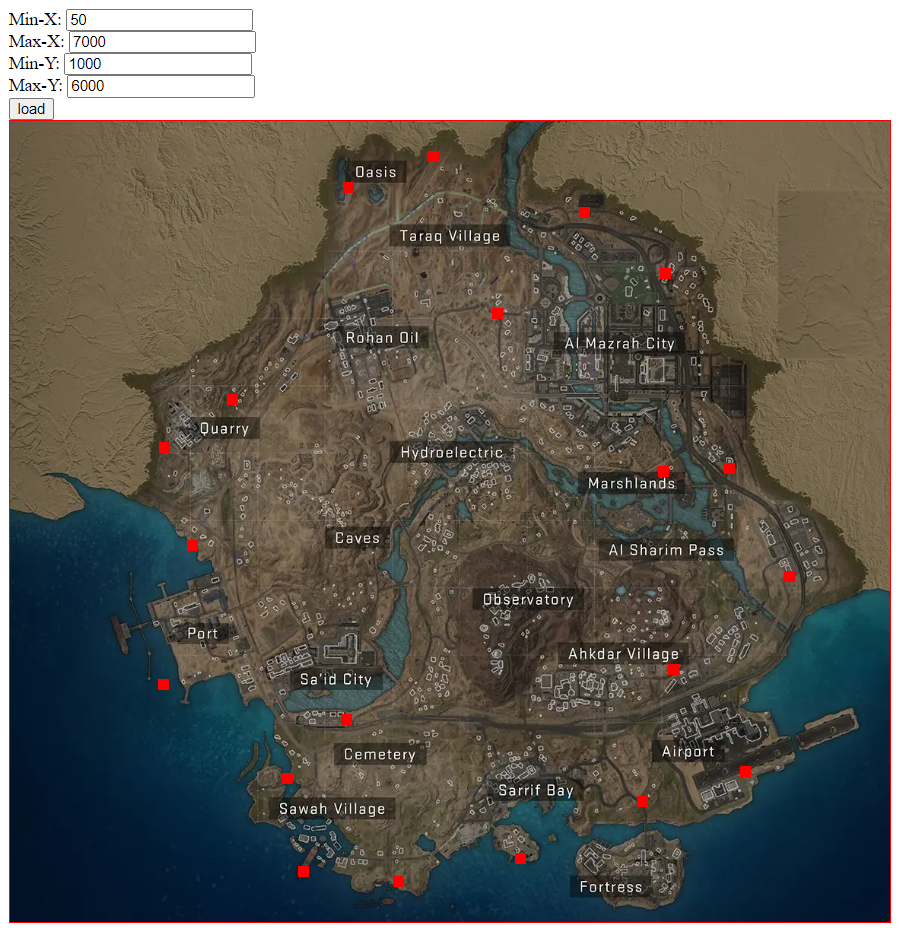 Min-X: 50
Max-X: 7000
Min-Y: 1000
Max-Y: 6000
load
Oasis
Taraq Village
Rohan Oil
Al Mazrah City
Quarry
Hydroelectric
Marshlands
Caves
Al Sharim Pass
Observatory
Port
Ahkdar Village
Sa'id City
Airport
Cemetery
Sarrif Bay
Sawah Village
Fortress